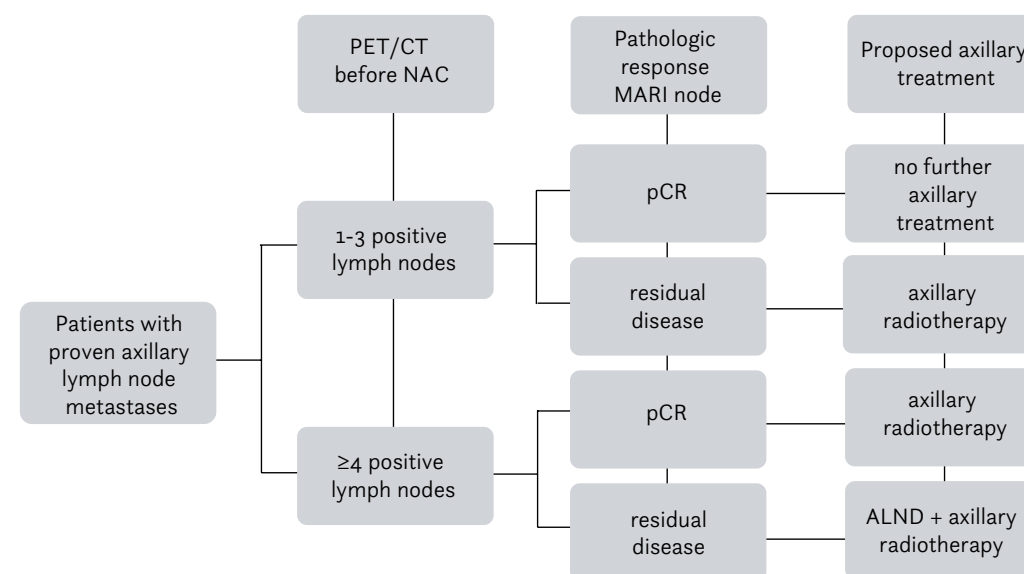 PET/CT
before NAC
Pathologic
response
MARI node
Proposed axillary
treatment
Patients with
proven axillary
lymph node
metastases
1-3 positive
lymph nodes
pCR
no further
axillary
treatment
residual
disease
axillary
radiotherapy
≥4 positive
lymph nodes
pCR
axillary
radiotherapy
residual
disease
ALND + axillary
radiotherapy